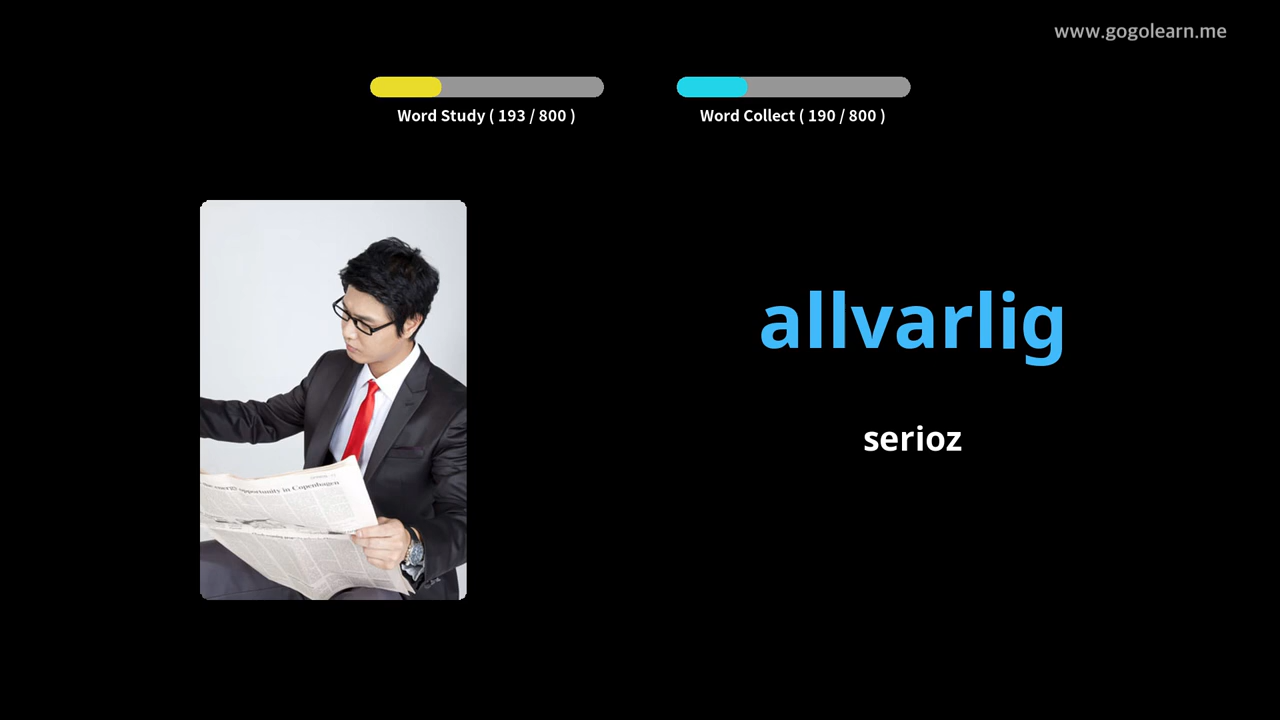 www.gogolearn.me
Word Study ( 193 / 800 )
Word Collect ( 190 / 800 )
allvarlig
serioz
opportunity in Copenhagen